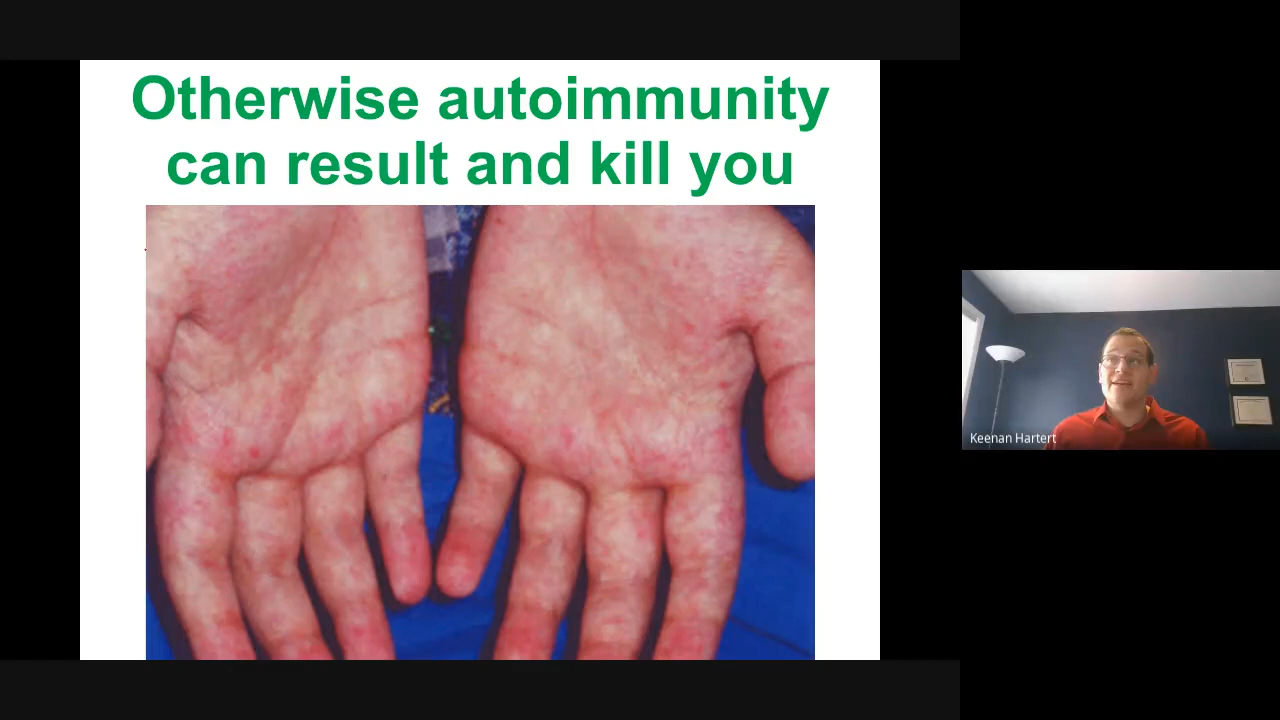 Otherwise autoimmunity
can result and kill you
Keenan Hartert